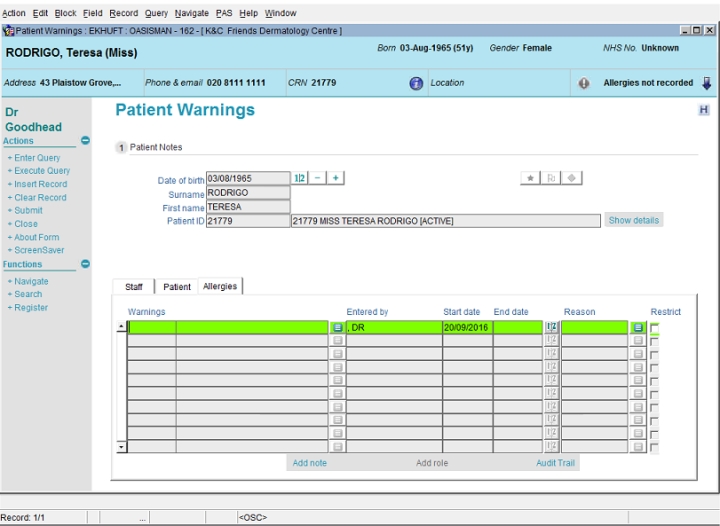 Action Edit Block Field Record Query Navigate PAS Help Window
Patient Warnings : EKHUFT : OASISMAN - 162 - [ K&C Friends Dermatology Centre ]
RODRIGO, Teresa (Miss) Born 03-Aug-1965 (51y) Gender Female NHS No. Unknown
Address 43 Plaistow Grove,... Phone & email 020 8111 1111 CRN 21779 Location Allergies not recorded
Dr Goodhead
Actions
+ Enter Query
+ Execute Query
+ Insert Record
+ Clear Record
+ Submit
+ Close
+ About Form
+ ScreenSaver
Functions
+ Navigate
+ Search
+ Register
Patient Warnings H
1 Patient Notes
Date of birth 03/08/1965 1|2 - +
Surname RODRIGO
First name TERESA
Patient ID 21779 21779 MISS TERESA RODRIGO [ACTIVE] Show details
Staff Patient Allergies
Warnings Entered by Start date End date Reason Restrict
, DR 20/09/2016
Add note Add role Audit Trail
Record: 1/1 ... <OSC>